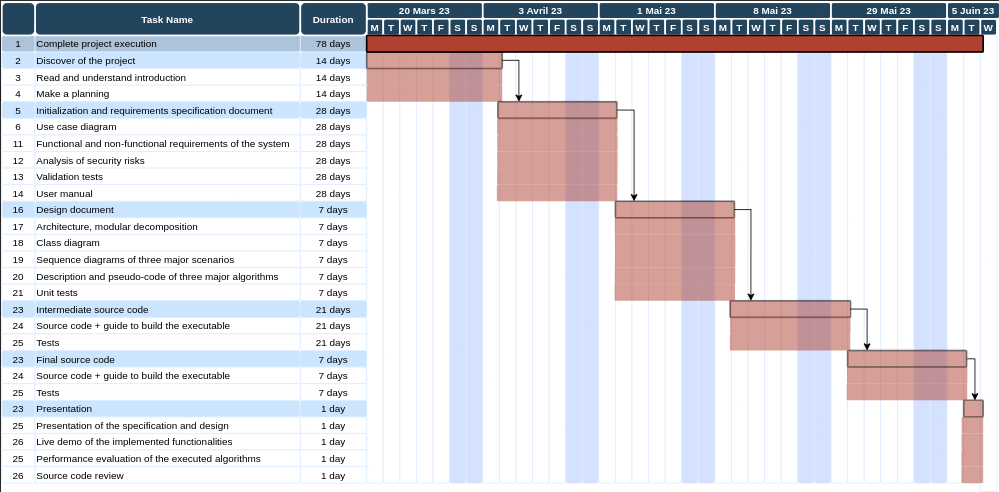 Task Name Duration 20 Mars 23 3 Avril 23 1 Mai 23 8 Mai 23 29 Mai 23 5 Juin 23
M T W T F S S M T W T F S S M T W T F S S M T W T F S S M T W T F S S M T W
1 Complete project execution 78 days
2 Discover of the project 14 days
3 Read and understand introduction 14 days
4 Make a planning 14 days
5 Initialization and requirements specification document 28 days
6 Use case diagram 28 days
11 Functional and non-functional requirements of the system 28 days
12 Analysis of security risks 28 days
13 Validation tests 28 days
14 User manual 28 days
16 Design document 7 days
17 Architecture, modular decomposition 7 days
18 Class diagram 7 days
19 Sequence diagrams of three major scenarios 7 days
20 Description and pseudo-code of three major algorithms 7 days
21 Unit tests 7 days
23 Intermediate source code 21 days
24 Source code + guide to build the executable 21 days
25 Tests 21 days
23 Final source code 7 days
24 Source code + guide to build the executable 7 days
25 Tests 7 days
23 Presentation 1 day
25 Presentation of the specification and design 1 day
26 Live demo of the implemented functionalities 1 day
25 Performance evaluation of the executed algorithms 1 day
26 Source code review 1 day